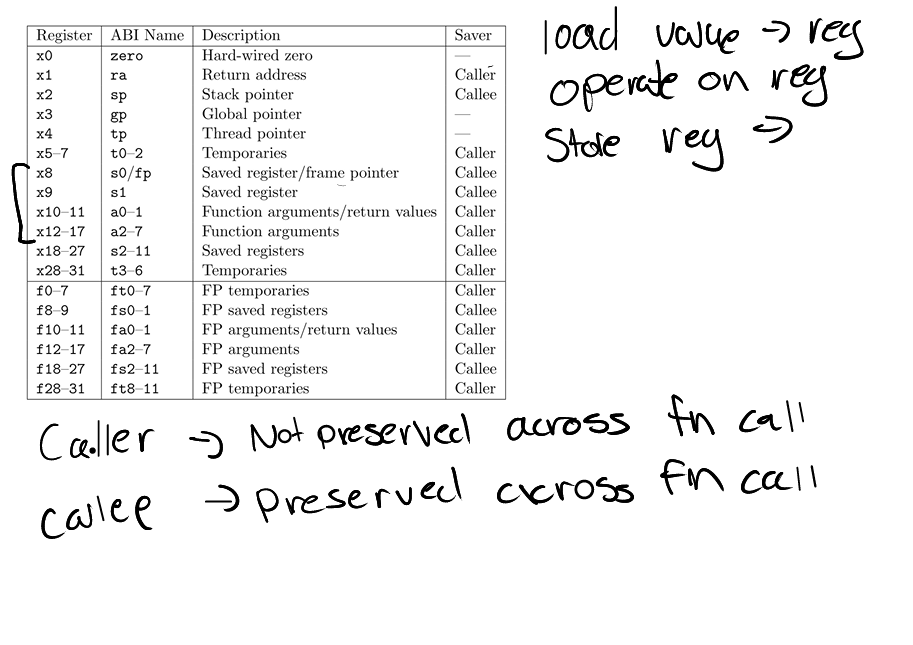 Register ABI Name Description Saver
x0 zero Hard-wired zero —
x1 ra Return address Caller
x2 sp Stack pointer Callee
x3 gp Global pointer —
x4 tp Thread pointer —
x5–7 t0–2 Temporaries Caller
x8 s0/fp Saved register/frame pointer Callee
x9 s1 Saved register Callee
x10–11 a0–1 Function arguments/return values Caller
x12–17 a2–7 Function arguments Caller
x18–27 s2–11 Saved registers Callee
x28–31 t3–6 Temporaries Caller
f0–7 ft0–7 FP temporaries Caller
f8–9 fs0–1 FP saved registers Callee
f10–11 fa0–1 FP arguments/return values Caller
f12–17 fa2–7 FP arguments Caller
f18–27 fs2–11 FP saved registers Callee
f28–31 ft8–11 FP temporaries Caller
load value → reg
operate on reg
Store reg →
Caller → Not preserved across fn call
callee → preserved across fn call